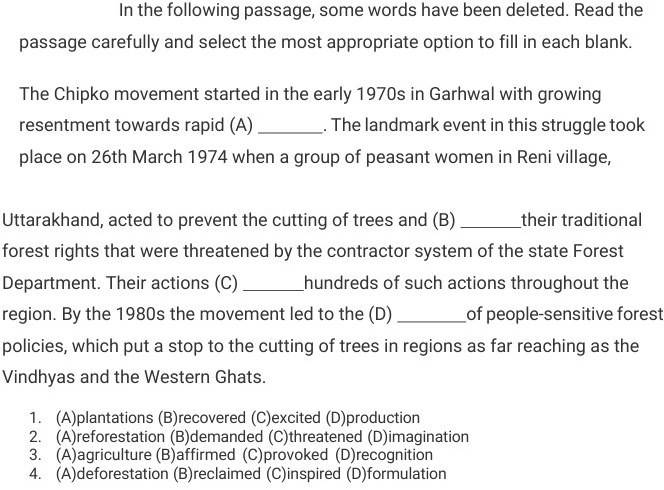 In the following passage, some words have been deleted. Read the
passage carefully and select the most appropriate option to fill in each blank.
The Chipko movement started in the early 1970s in Garhwal with growing
resentment towards rapid (A) _______. The landmark event in this struggle took
place on 26th March 1974 when a group of peasant women in Reni village,
Uttarakhand, acted to prevent the cutting of trees and (B) _______their traditional
forest rights that were threatened by the contractor system of the state Forest
Department. Their actions (C) _______hundreds of such actions throughout the
region. By the 1980s the movement led to the (D) ________of people-sensitive forest
policies, which put a stop to the cutting of trees in regions as far reaching as the
Vindhyas and the Western Ghats.
1. (A)plantations (B)recovered (C)excited (D)production
2. (A)reforestation (B)demanded (C)threatened (D)imagination
3. (A)agriculture (B)affirmed (C)provoked (D)recognition
4. (A)deforestation (B)reclaimed (C)inspired (D)formulation